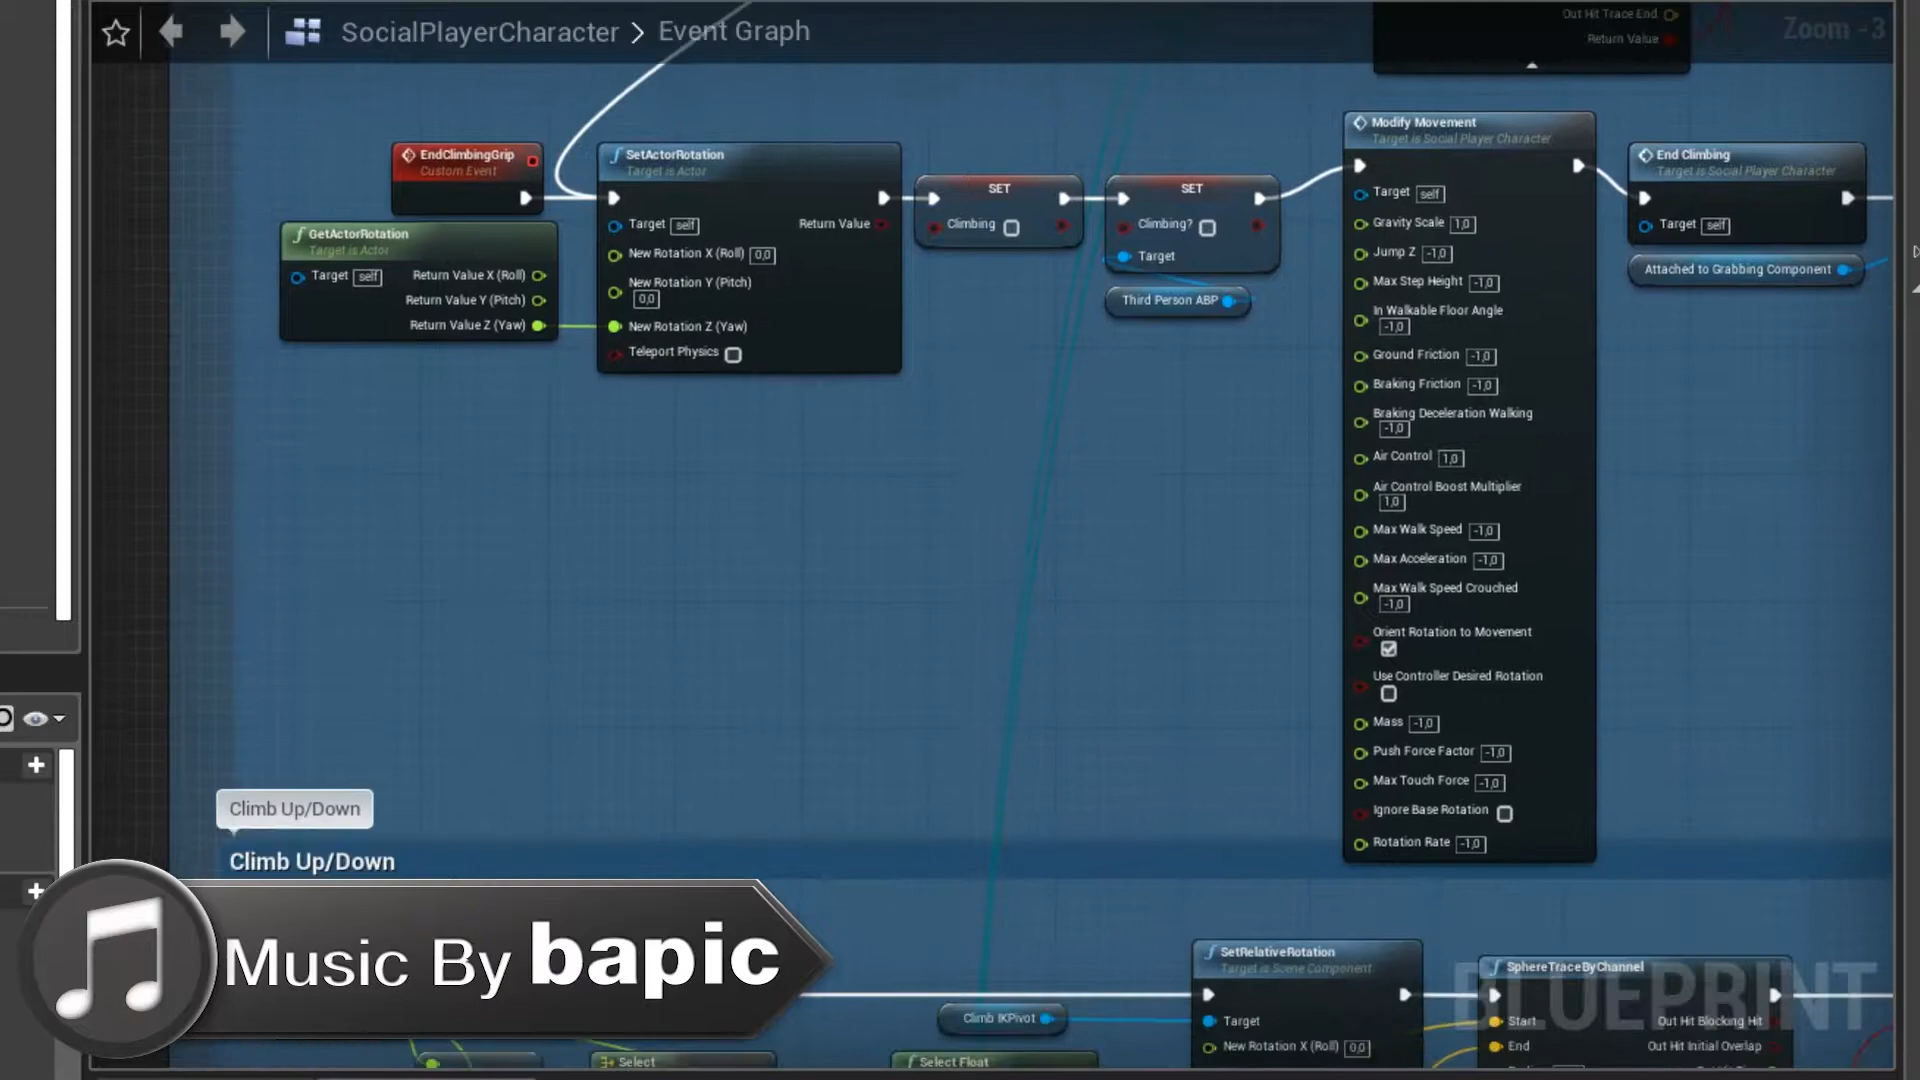 SocialPlayerCharacter > Event Graph
Zoom -3
Out Hit Trace End
Return Value
EndClimbingGrip
Custom Event
GetActorRotation
Target is Actor
Target self
Return Value X (Roll)
Return Value Y (Pitch)
Return Value Z (Yaw)
SetActorRotation
Target is Actor
Target self
Return Value
New Rotation X (Roll) 0,0
New Rotation Y (Pitch)
0,0
New Rotation Z (Yaw)
Teleport Physics
SET
Climbing
SET
Climbing?
Target
Third Person ABP
Modify Movement
Target is Social Player Character
Target self
Gravity Scale 1,0
Jump Z -1,0
Max Step Height -1,0
In Walkable Floor Angle
-1,0
Ground Friction -1,0
Braking Friction -1,0
Braking Deceleration Walking
-1,0
Air Control 1,0
Air Control Boost Multiplier
1,0
Max Walk Speed -1,0
Max Acceleration -1,0
Max Walk Speed Crouched
-1,0
Orient Rotation to Movement
Use Controller Desired Rotation
Mass -1,0
Push Force Factor -1,0
Max Touch Force -1,0
Ignore Base Rotation
Rotation Rate -1,0
End Climbing
Target is Social Player Character
Target self
Attached to Grabbing Component
Climb Up/Down
Climb Up/Down
Music By bapic
Climb IKPivot
Select
Select Float
SetRelativeRotation
Target is Scene Component
Target
New Rotation X (Roll) 0,0
SphereTraceByChannel
Start
Out Hit Blocking Hit
End
Out Hit Initial Overlap
BLUEPRINT